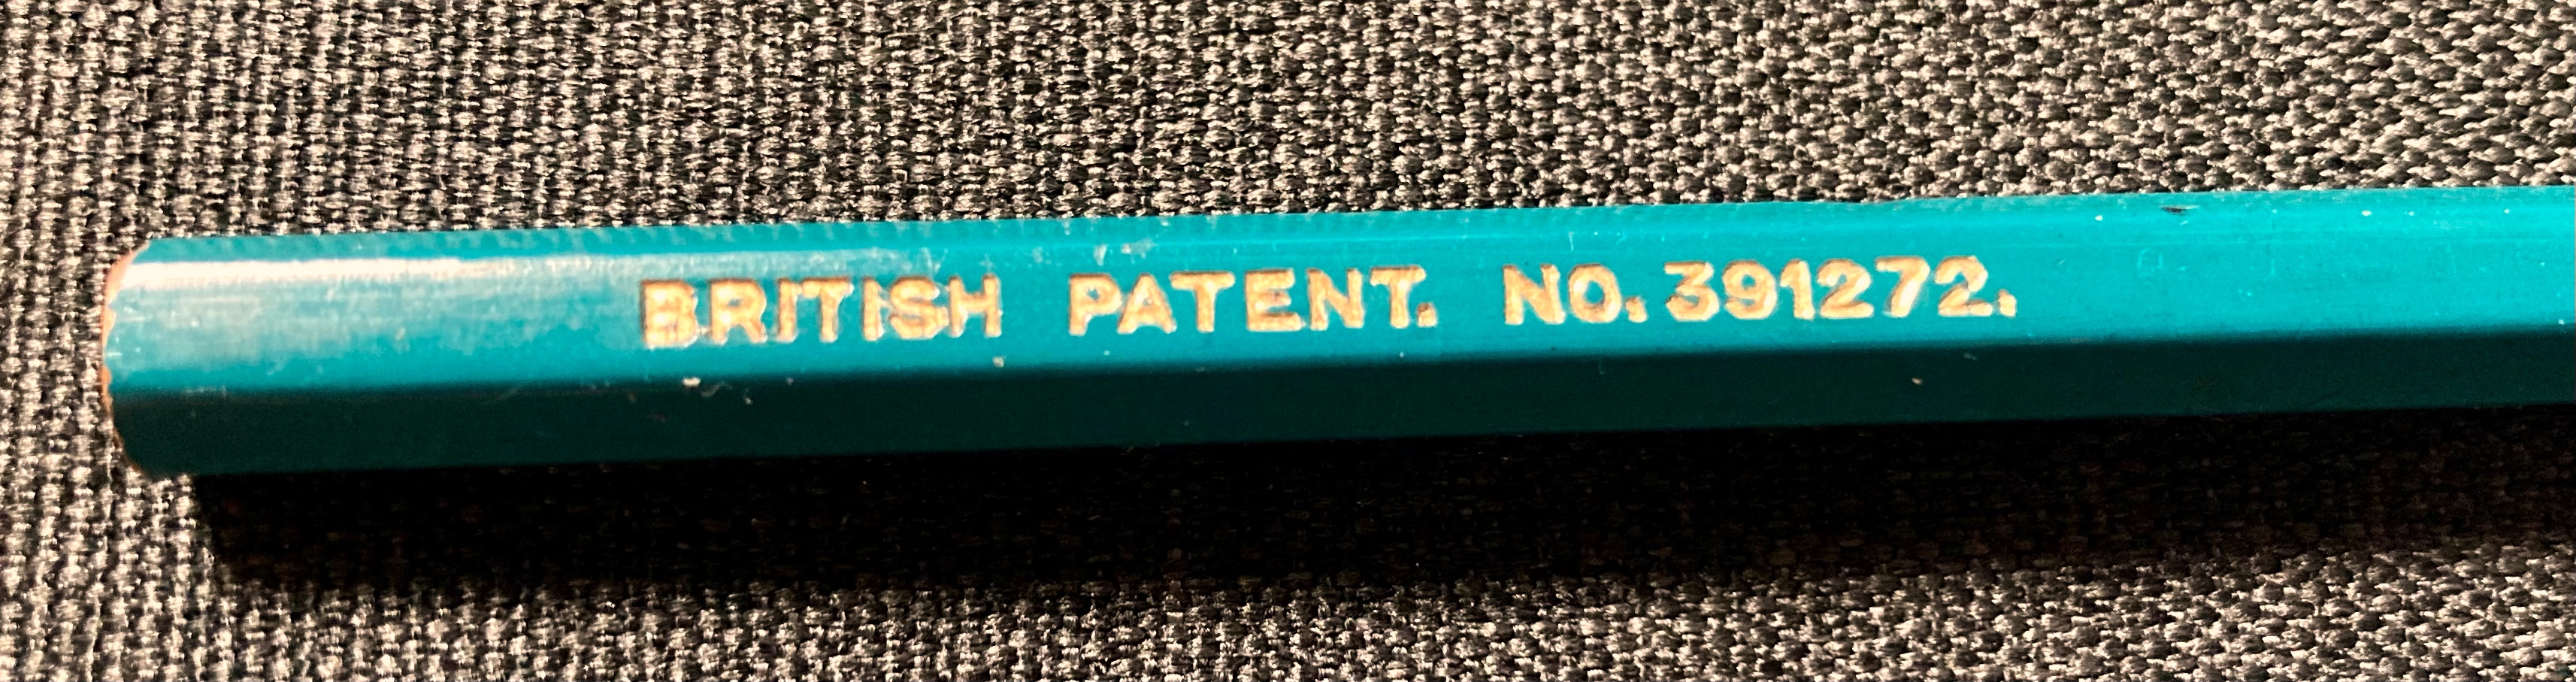 BRITISH PATENT. NO. 391272.